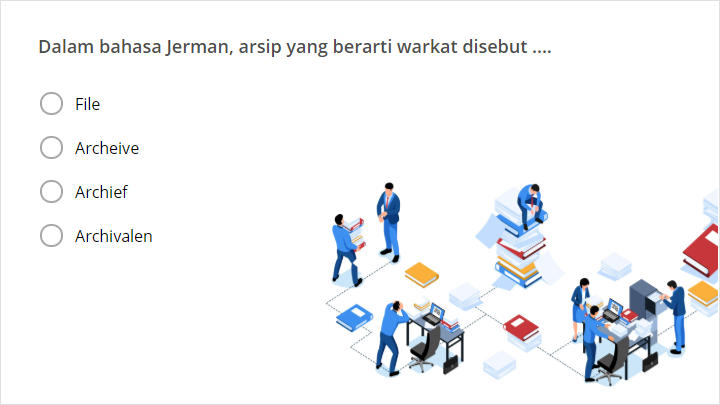 Dalam bahasa Jerman, arsip yang berarti warkat disebut ....
File
Archeive
Archief
Archivalen